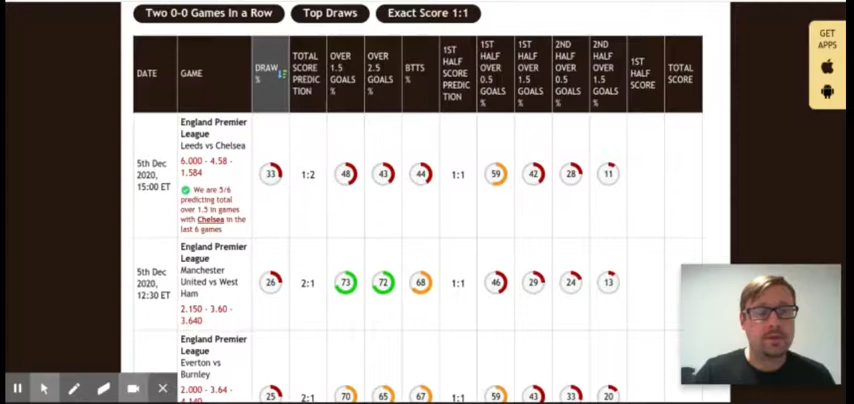 Two 0-0 Games In a Row
Top Draws
Exact Score 1:1
GET
APPS
DATE
GAME
DRAW
%
TOTAL
SCORE
PREDIC
TION
OVER
1.5
GOALS
%
OVER
2.5
GOALS
%
BTTS
%
1ST
HALF
SCORE
PREDIC
TION
1ST
HALF
OVER
0.5
GOALS
%
1ST
HALF
OVER
1.5
GOALS
%
2ND
HALF
OVER
0.5
GOALS
%
2ND
HALF
OVER
1.5
GOALS
%
1ST
HALF
SCORE
TOTAL
SCORE
5th Dec
2020,
15:00 ET
England Premier
League
Leeds vs Chelsea
6.000 - 4.58 -
1.584
We are 5/6
predicting total
over 1.5 in games
with Chelsea in the
last 6 games
33
1:2
48
43
44
1:1
59
42
28
11
5th Dec
2020,
12:30 ET
England Premier
League
Manchester
United vs West
Ham
2.150 - 3.60 -
3.640
26
2:1
73
72
68
1:1
46
29
24
13
England Premier
League
Everton vs
Burnley
2.000 - 3.64 -
25
2:1
70
65
67
1:1
59
43
33
20